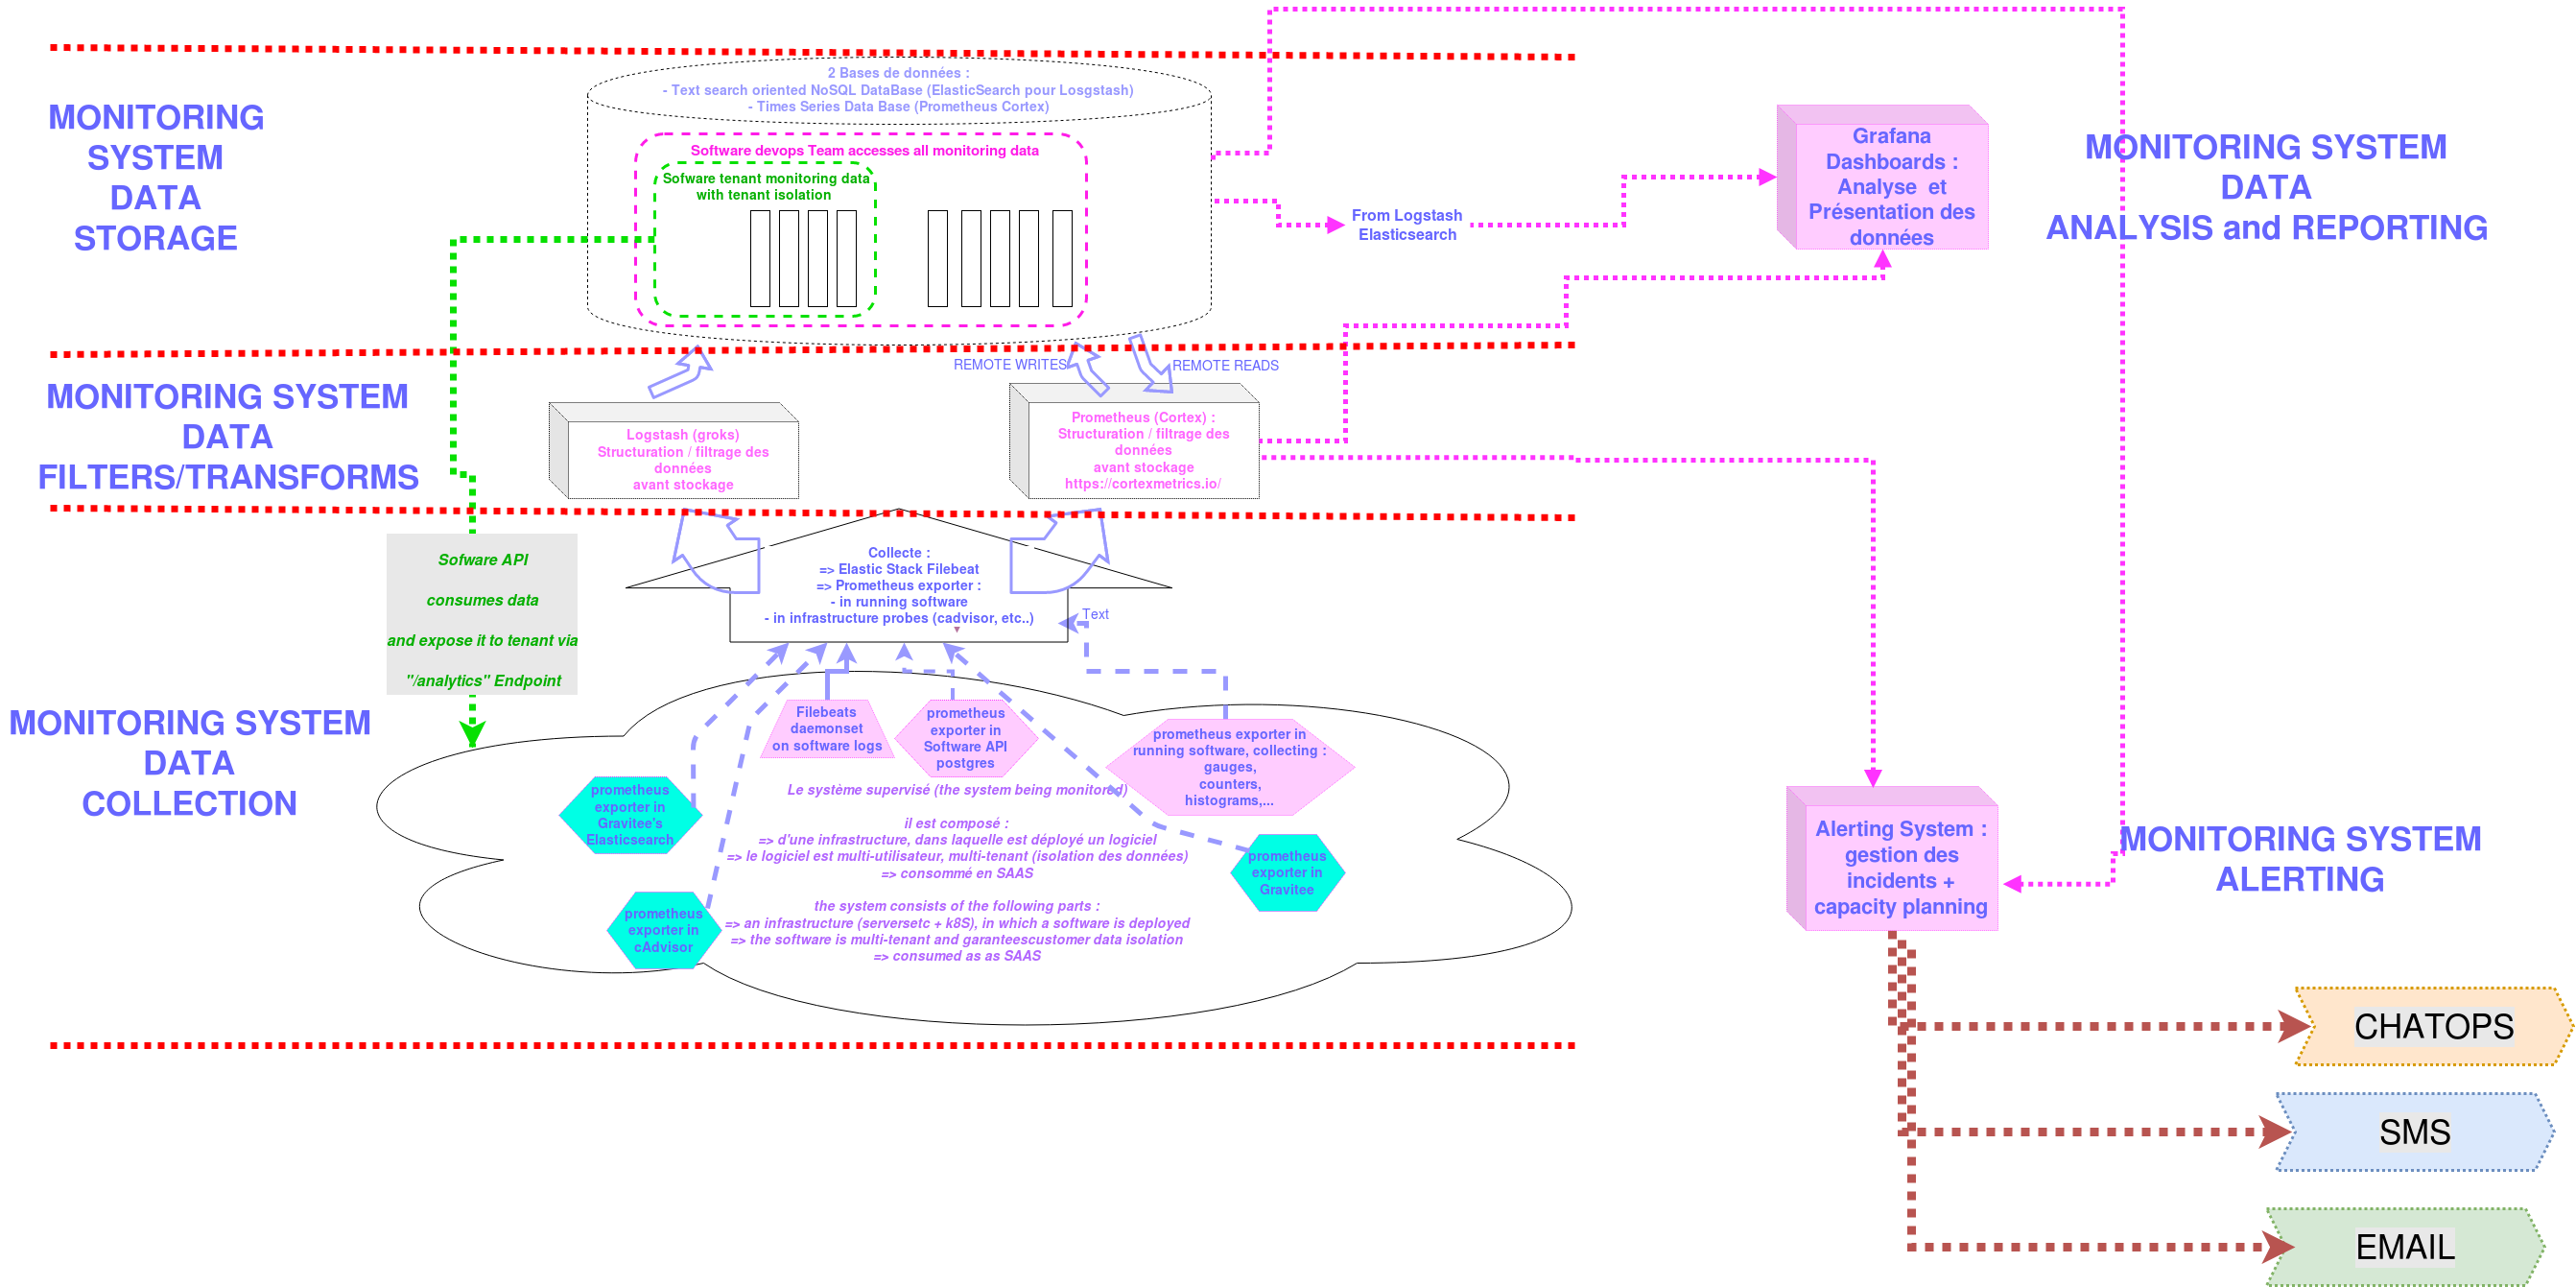 2 Bases de données :
- Text search oriented NoSQL DataBase (ElasticSearch pour Losgstash)
- Times Series Data Base (Prometheus Cortex)
MONITORING
SYSTEM
DATA
STORAGE
Software devops Team accesses all monitoring data
Sofware tenant monitoring data
with tenant isolation
From Logstash
Elasticsearch
Grafana
Dashboards :
Analyse et
Présentation des
données
MONITORING SYSTEM
DATA
ANALYSIS and REPORTING
REMOTE WRITES
REMOTE READS
MONITORING SYSTEM
DATA
FILTERS/TRANSFORMS
Logstash (groks)
Structuration / filtrage des
données
avant stockage
Prometheus (Cortex) :
Structuration / filtrage des
données
avant stockage
https://cortexmetrics.io/
Sofware API
consumes data
and expose it to tenant via
"/analytics" Endpoint
Collecte :
=> Elastic Stack Filebeat
=> Prometheus exporter :
- in running software
- in infrastructure probes (cadvisor, etc..)
Text
MONITORING SYSTEM
DATA
COLLECTION
Filebeats
daemonset
on software logs
prometheus
exporter in
Software API
postgres
prometheus exporter in
running software, collecting :
gauges,
counters,
histograms,...
prometheus
exporter in
Gravitee's
Elasticsearch
Le système supervisé (the system being monitored)
il est composé :
=> d'une infrastructure, dans laquelle est déployé un logiciel
=> le logiciel est multi-utilisateur, multi-tenant (isolation des données)
=> consommé en SAAS
the system consists of the following parts :
=> an infrastructure (serversetc + k8S), in which a software is deployed
=> the software is multi-tenant and garanteescustomer data isolation
=> consumed as as SAAS
prometheus
exporter in
Gravitee
prometheus
exporter in
cAdvisor
Alerting System :
gestion des
incidents +
capacity planning
MONITORING SYSTEM
ALERTING
CHATOPS
SMS
EMAIL